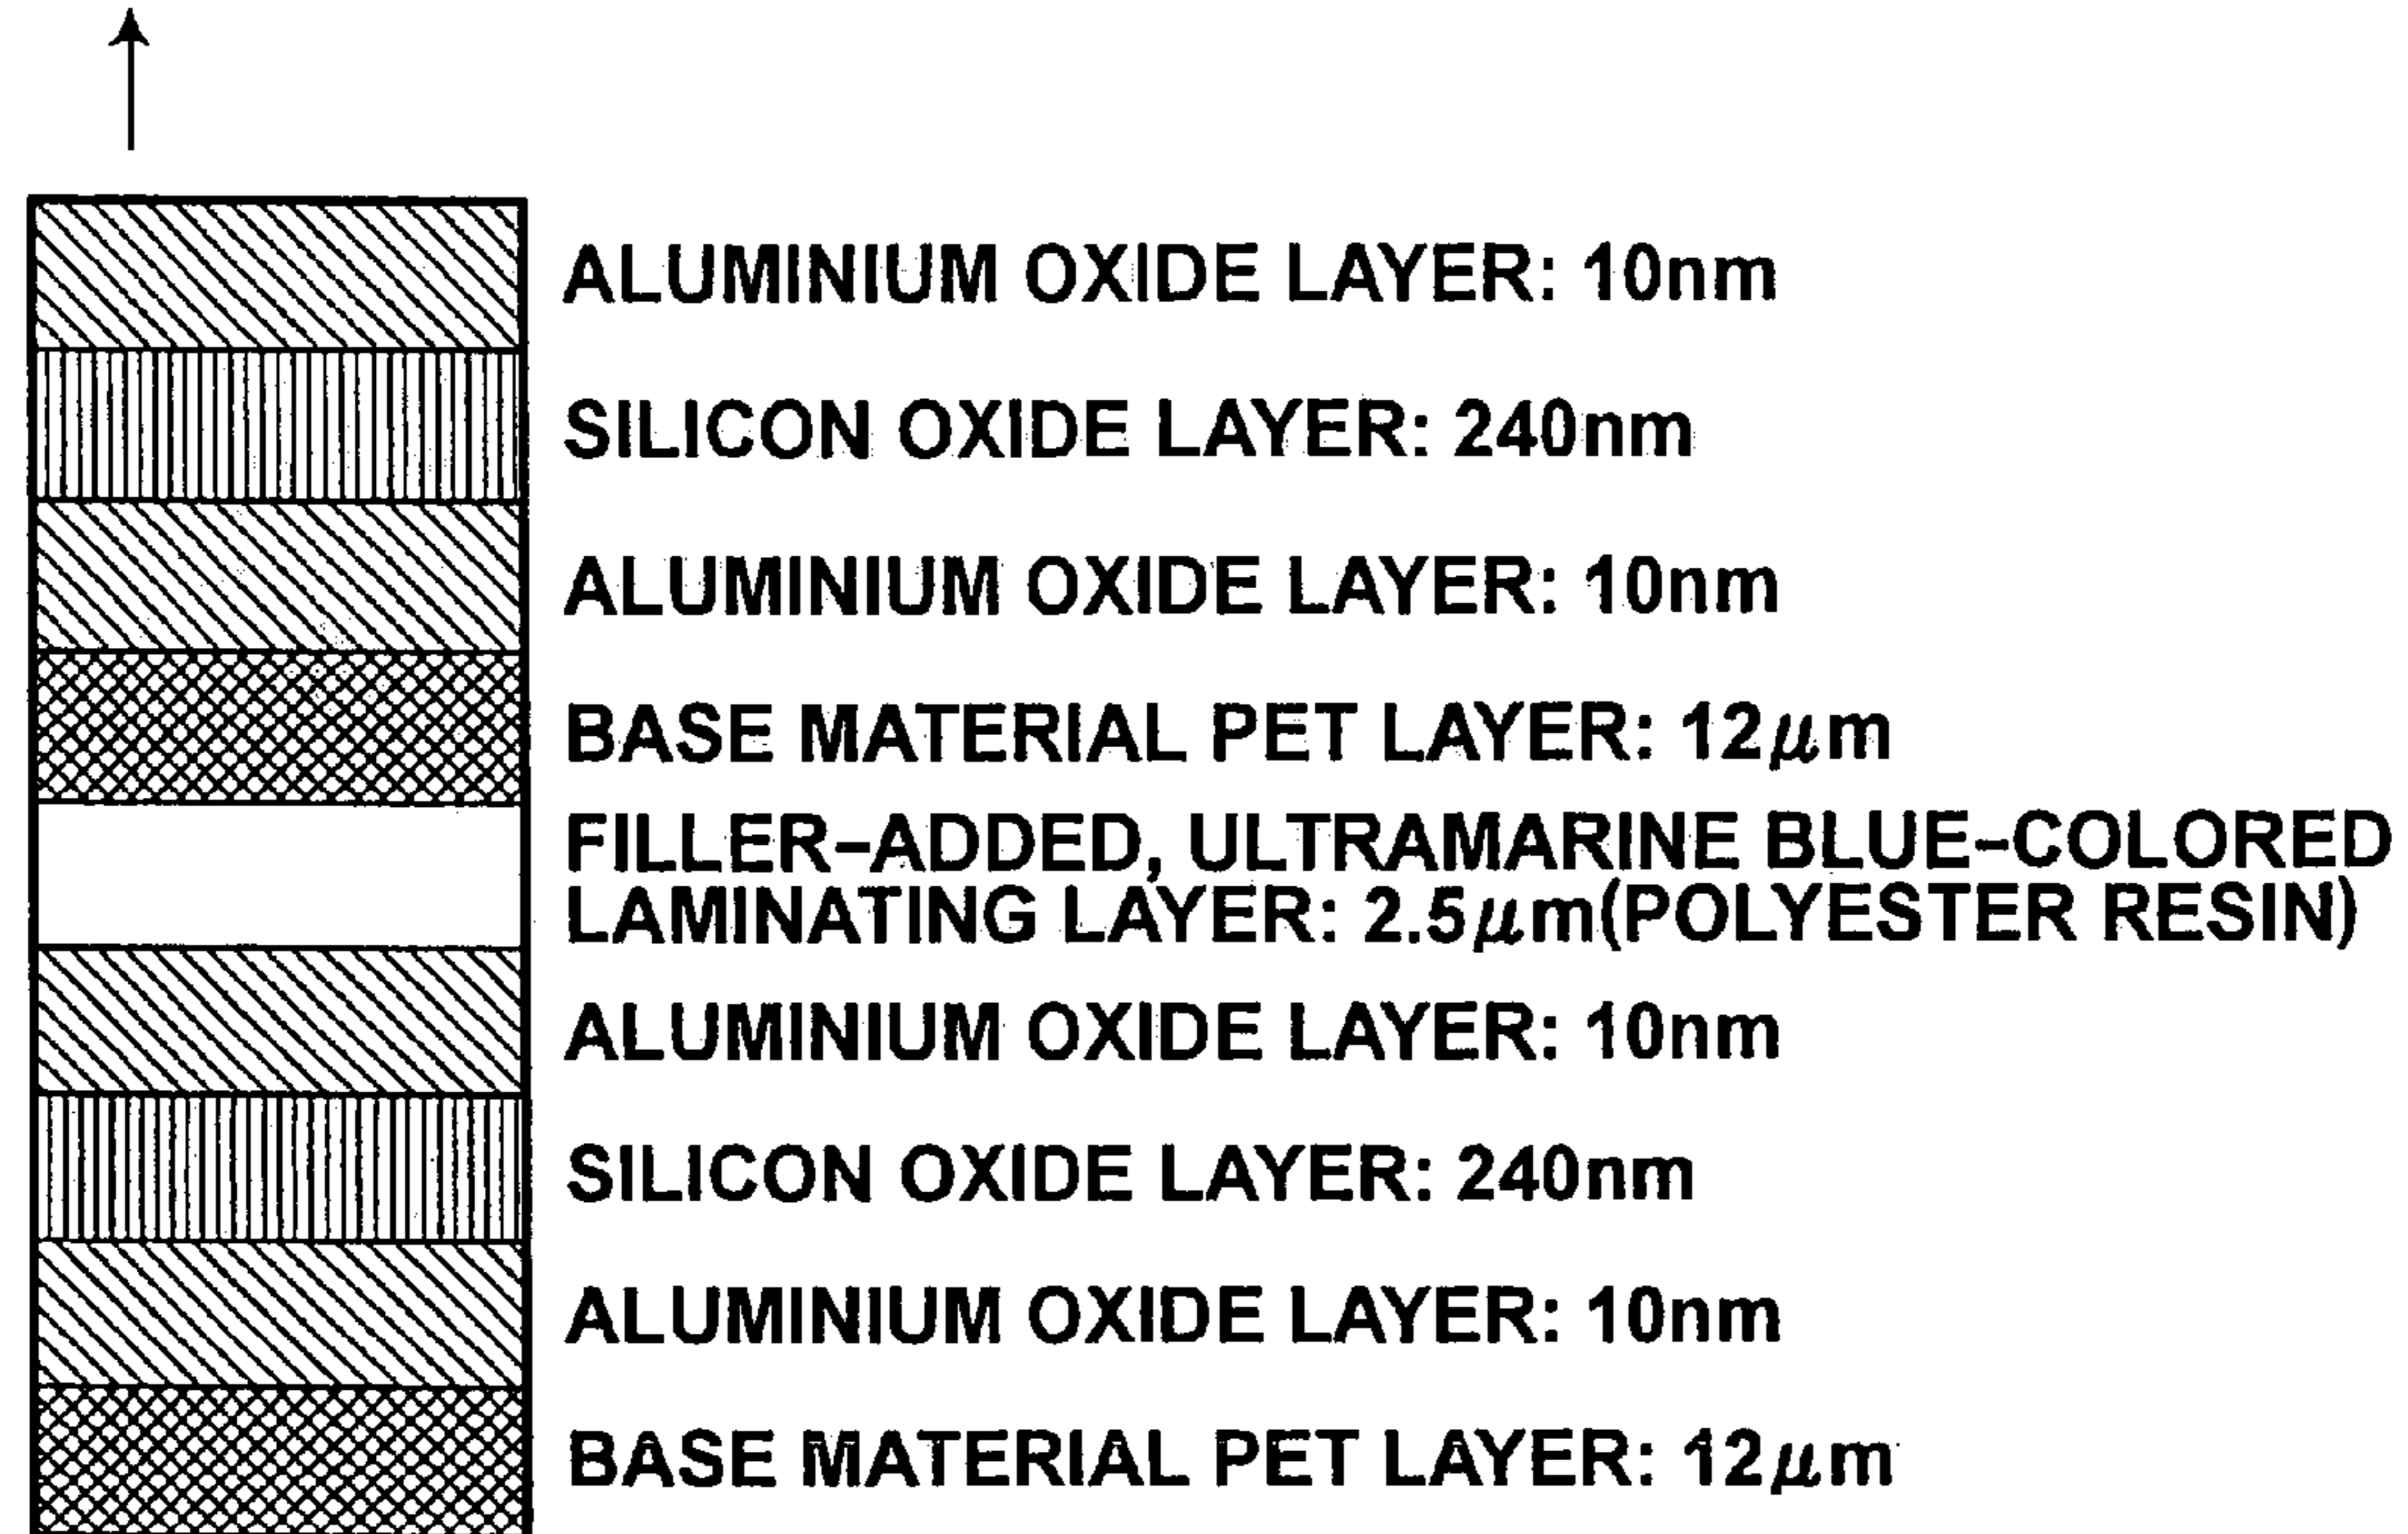 ALUMINIUM OXIDE LAYER: 10nm
SILICON OXIDE LAYER: 240nm
ALUMINIUM OXIDE LAYER: 10nm
BASE MATERIAL PET LAYER: 12μm
FILLER-ADDED, ULTRAMARINE BLUE-COLORED
LAMINATING LAYER: 2.5μm(POLYESTER RESIN)
ALUMINIUM OXIDE LAYER: 10nm
SILICON OXIDE LAYER: 240nm
ALUMINIUM OXIDE LAYER: 10nm
BASE MATERIAL PET LAYER: 12μm